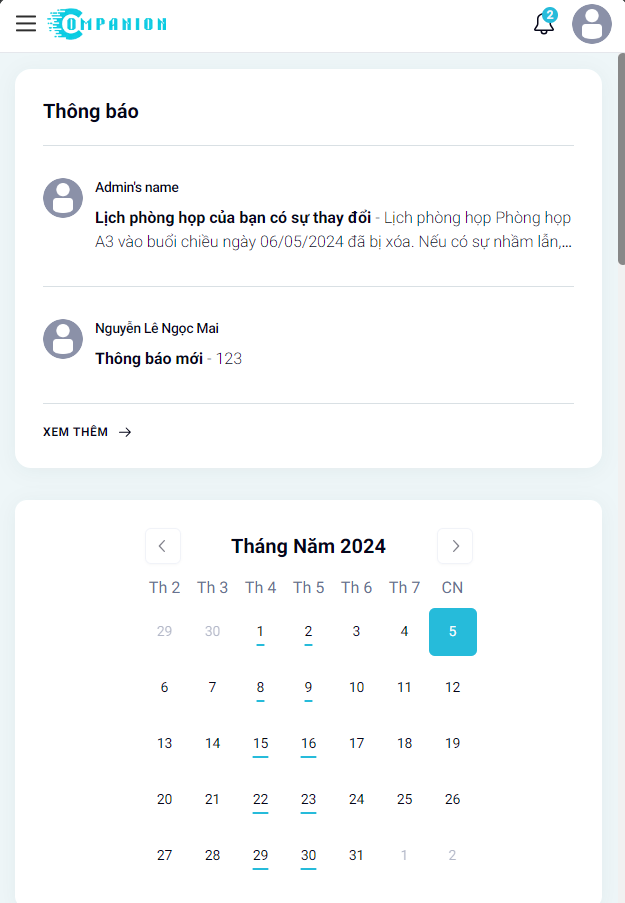 COMPANION
2
Thông báo
Admin's name
Lịch phòng họp của bạn có sự thay đổi - Lịch phòng họp Phòng họp
A3 vào buổi chiều ngày 06/05/2024 đã bị xóa. Nếu có sự nhầm lẫn,...
Nguyễn Lê Ngọc Mai
Thông báo mới - 123
XEM THÊM
Tháng Năm 2024
Th 2 Th 3 Th 4 Th 5 Th 6 Th 7 CN
29 30 1 2 3 4 5
6 7 8 9 10 11 12
13 14 15 16 17 18 19
20 21 22 23 24 25 26
27 28 29 30 31 1 2